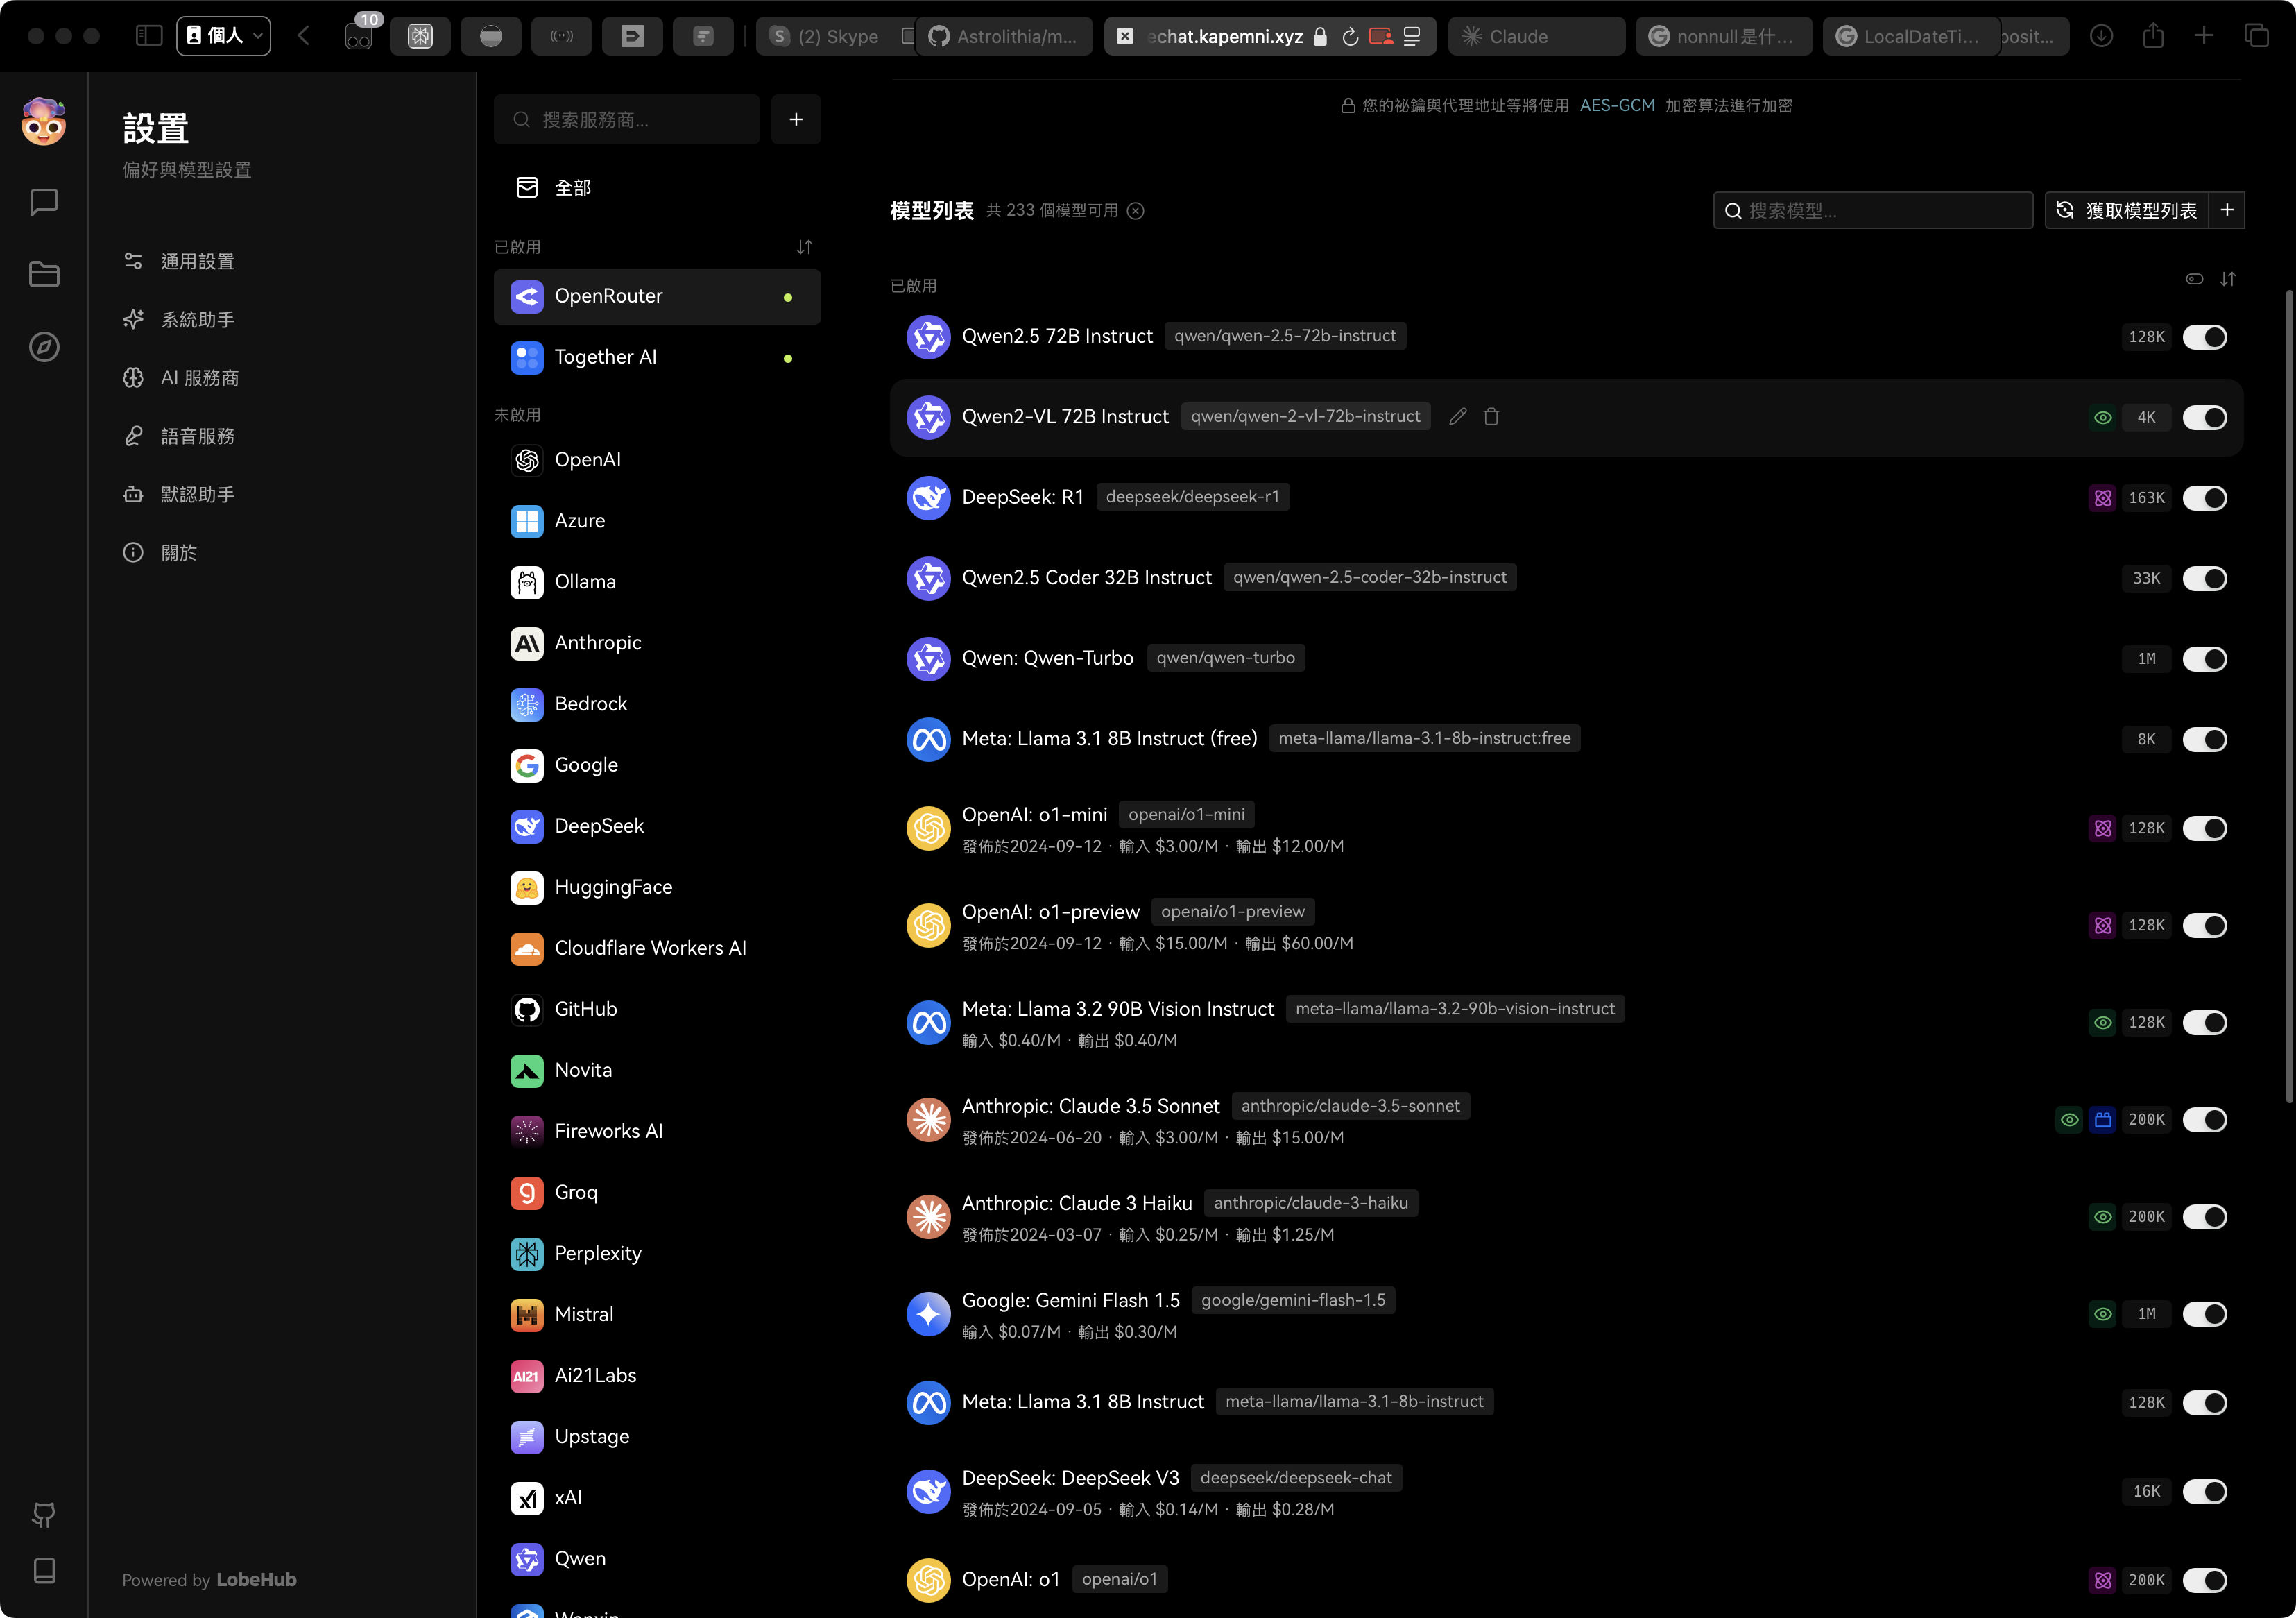 10
個人
(2) Skype
Astrolithia/m...
echat.kapemni.xyz
Claude
nonnull是什...
LocalDateTi...
posit...
設置
偏好與模型設置
通用設置
系統助手
AI 服務商
語音服務
默認助手
關於
Powered by LobeHub
搜索服務商...
全部
已啟用
OpenRouter
Together AI
未啟用
OpenAI
Azure
Ollama
Anthropic
Bedrock
Google
DeepSeek
HuggingFace
Cloudflare Workers AI
GitHub
Novita
Fireworks AI
Groq
Perplexity
Mistral
AI21
Ai21Labs
Upstage
xAI
Qwen
Wenxin
您的祕鑰與代理地址等將使用 AES-GCM 加密算法進行加密
模型列表 共 233 個模型可用
搜索模型...
獲取模型列表
已啟用
Qwen2.5 72B Instruct qwen/qwen-2.5-72b-instruct 128K
Qwen2-VL 72B Instruct qwen/qwen-2-vl-72b-instruct 4K
DeepSeek: R1 deepseek/deepseek-r1 163K
Qwen2.5 Coder 32B Instruct qwen/qwen-2.5-coder-32b-instruct 33K
Qwen: Qwen-Turbo qwen/qwen-turbo 1M
Meta: Llama 3.1 8B Instruct (free) meta-llama/llama-3.1-8b-instruct:free 8K
OpenAI: o1-mini openai/o1-mini 128K
發佈於2024-09-12 · 輸入 $3.00/M · 輸出 $12.00/M
OpenAI: o1-preview openai/o1-preview 128K
發佈於2024-09-12 · 輸入 $15.00/M · 輸出 $60.00/M
Meta: Llama 3.2 90B Vision Instruct meta-llama/llama-3.2-90b-vision-instruct 128K
輸入 $0.40/M · 輸出 $0.40/M
Anthropic: Claude 3.5 Sonnet anthropic/claude-3.5-sonnet 200K
發佈於2024-06-20 · 輸入 $3.00/M · 輸出 $15.00/M
Anthropic: Claude 3 Haiku anthropic/claude-3-haiku 200K
發佈於2024-03-07 · 輸入 $0.25/M · 輸出 $1.25/M
Google: Gemini Flash 1.5 google/gemini-flash-1.5 1M
輸入 $0.07/M · 輸出 $0.30/M
Meta: Llama 3.1 8B Instruct meta-llama/llama-3.1-8b-instruct 128K
DeepSeek: DeepSeek V3 deepseek/deepseek-chat 16K
發佈於2024-09-05 · 輸入 $0.14/M · 輸出 $0.28/M
OpenAI: o1 openai/o1 200K